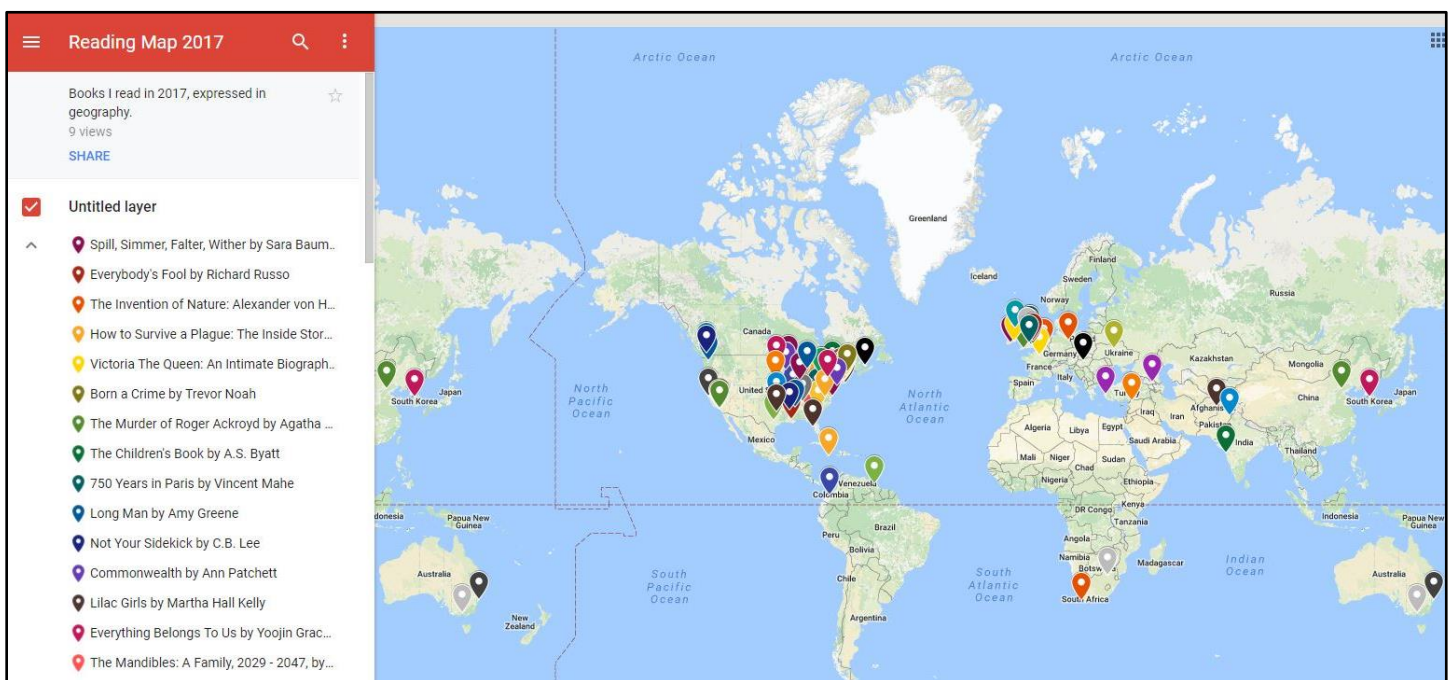 Reading Map 2017
Books I read in 2017, expressed in
geography.
9 views
SHARE
Untitled layer
Spill, Simmer, Falter, Wither by Sara Baum..
Everybody's Fool by Richard Russo
The Invention of Nature: Alexander von H...
How to Survive a Plague: The Inside Stor...
Victoria The Queen: An Intimate Biograph..
Born a Crime by Trevor Noah
The Murder of Roger Ackroyd by Agatha ...
The Children's Book by A.S. Byatt
750 Years in Paris by Vincent Mahe
Long Man by Amy Greene
Not Your Sidekick by C.B. Lee
Commonwealth by Ann Patchett
Lilac Girls by Martha Hall Kelly
Everything Belongs To Us by Yoojin Grac...
The Mandibles: A Family, 2029 - 2047, by...
Arctic Ocean
Arctic Ocean
Greenland
Iceland
Finland
Sweden
Norway
Russia
Canada
Germany
Ukraine
Kazakhstan
Mongolia
France
Italy
Spain
Japan
South Korea
North
Pacific
Ocean
United
North
Atlantic
Ocean
China
South Korea
Japan
Iraq
Iran
Afghanis
Pakistan
Algeria
Libya
Egypt
Saudi Arabia
India
Thailand
Mexico
Mali
Niger
Chad
Sudan
Nigeria
Ethiopia
Venezuela
Colombia
DR Congo
Kenya
Tanzania
donesia
Papua New
Guinea
Indonesia
Papua New
Guinea
Peru
Brazil
Bolivia
Angola
Namibia
Botsw
Madagascar
Indian
Ocean
Australia
South
Pacific
Ocean
Chile
Argentina
South
Atlantic
Ocean
South Africa
Australia
New
Zealand